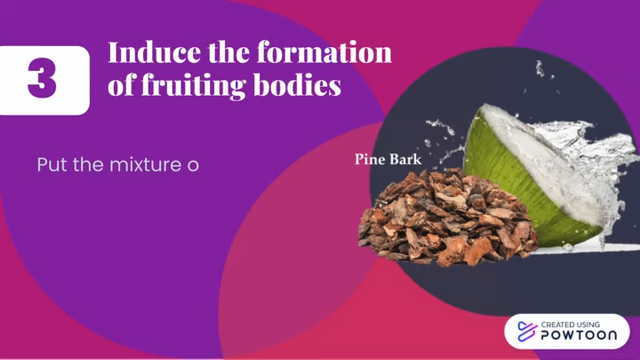 3
Induce the formation
of fruiting bodies
Put the mixture o
Pine Bark
CREATED USING
POWTOON